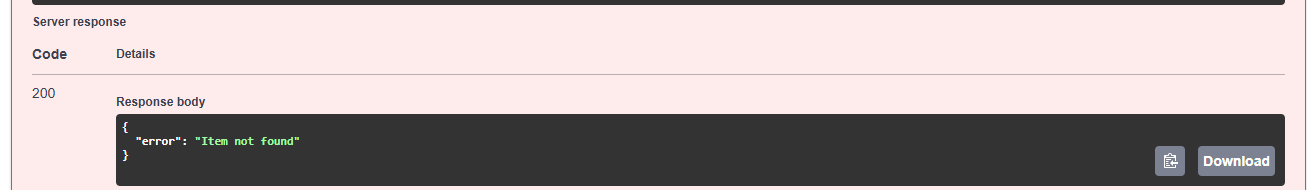 Server response
Code Details
200
Response body
{
  "error": "Item not found"
}
Download